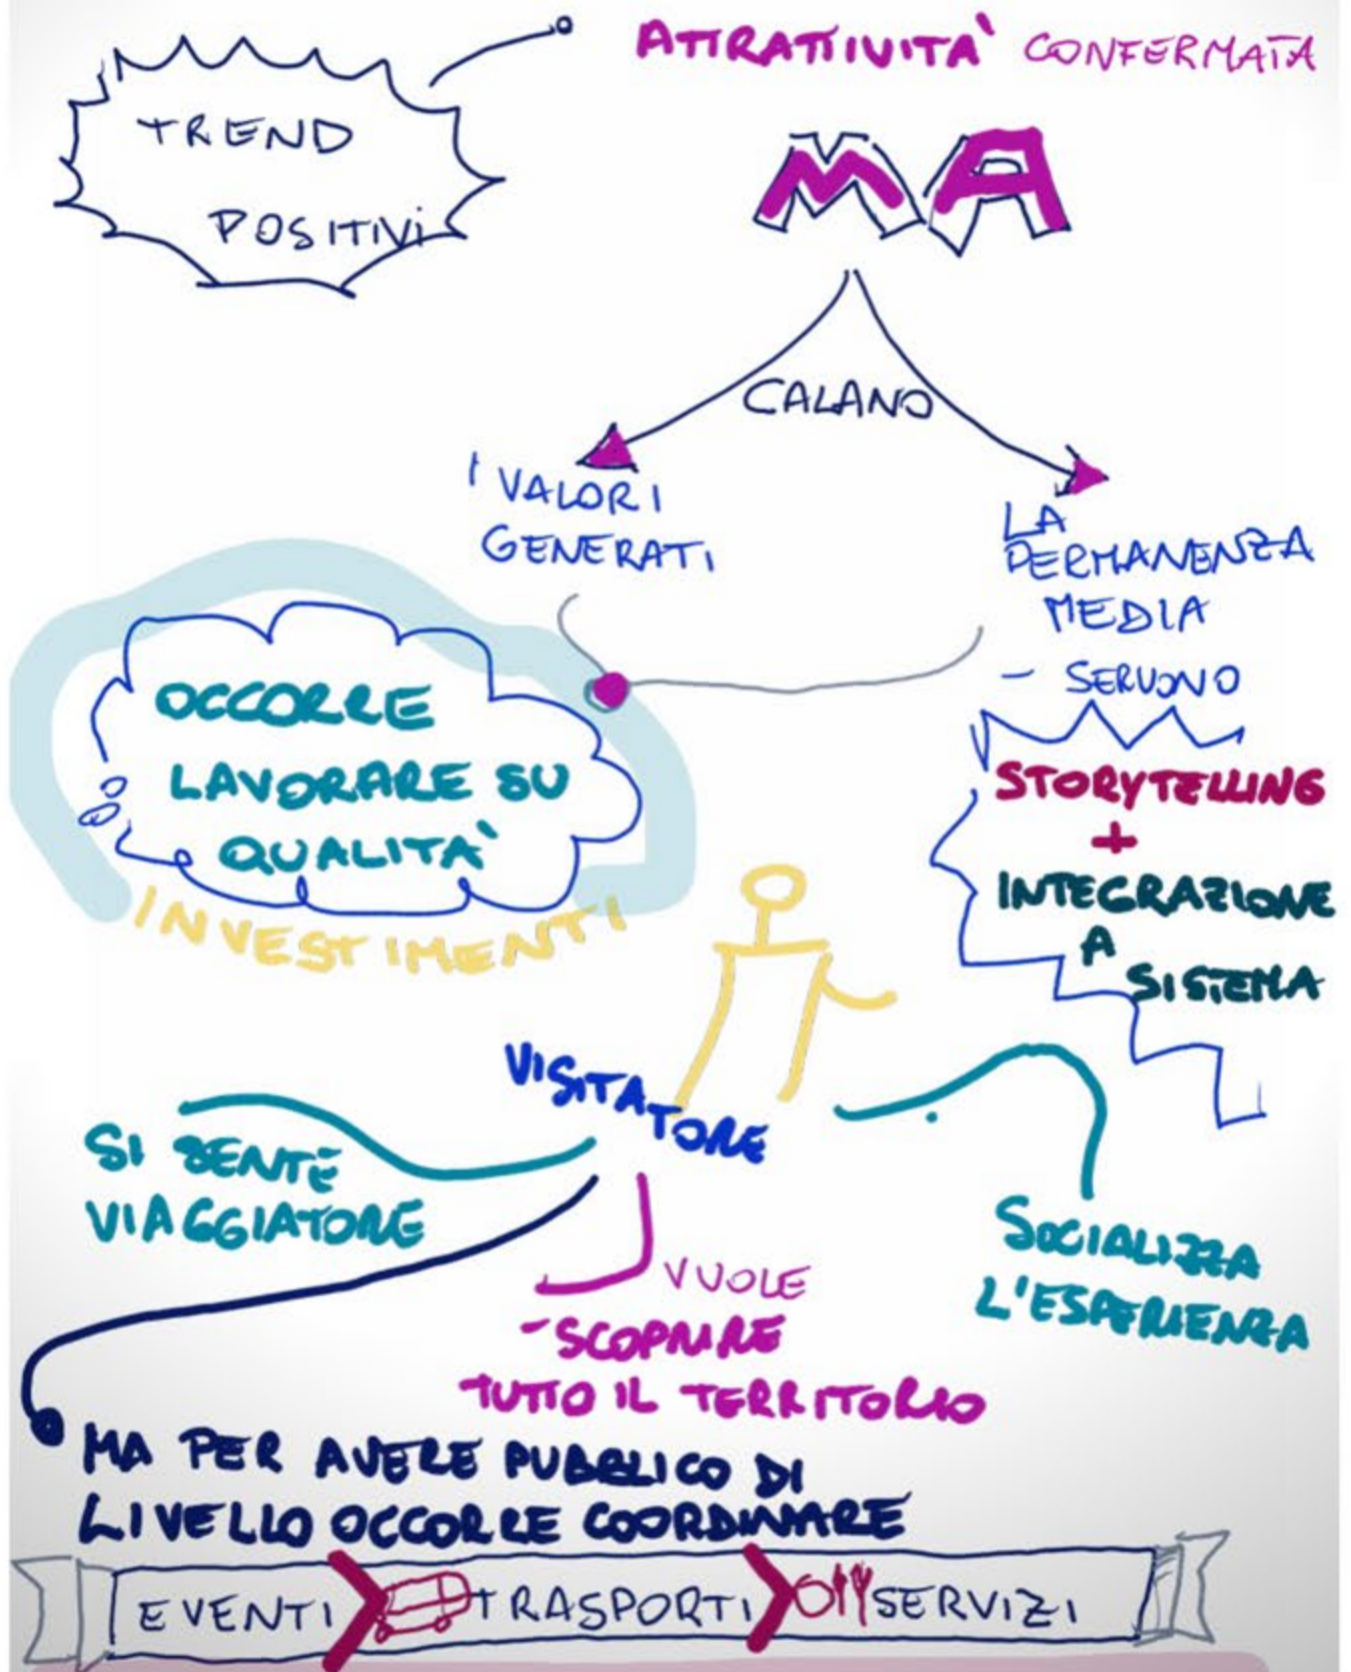 ATTRATTIVITA' CONFERMATA
TREND
POSITIVI
MA
CALANO
I VALORI
GENERATI
LA
PERMANENZA
MEDIA
- SERVONO
STORYTELLING
+
INTEGRAZIONE
A
SISTEMA
OCCORRE
LAVORARE SU
QUALITA'
INVESTIMENTI
VISITATORE
SI SENTE
VIAGGIATORE
VUOLE
- SCOPRIRE
TUTTO IL TERRITORIO
SOCIALIZZA
L'ESPERIENZA
MA PER AVERE PUBBLICO DI
LIVELLO OCCORRE COORDINARE
EVENTI TRASPORTI SERVIZI